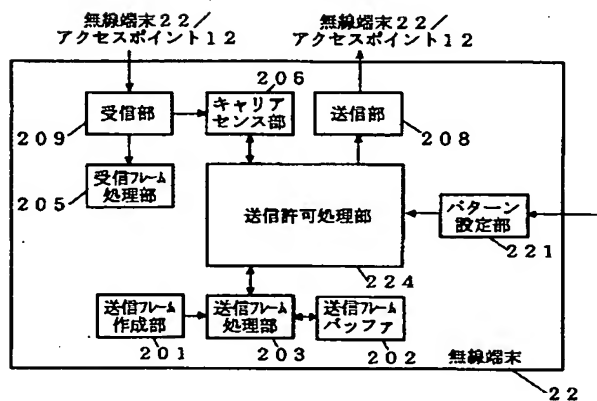 無線端末22／
アクセスポイント12
無線端末22／
アクセスポイント12
206
受信部
キャリア
センス部
送信部
209
208
205
受信フレーム
処理部
送信許可処理部
パターン
設定部
221
224
送信フレーム
作成部
送信フレーム
処理部
送信フレーム
バッファ
201
203
202
無線端末
22